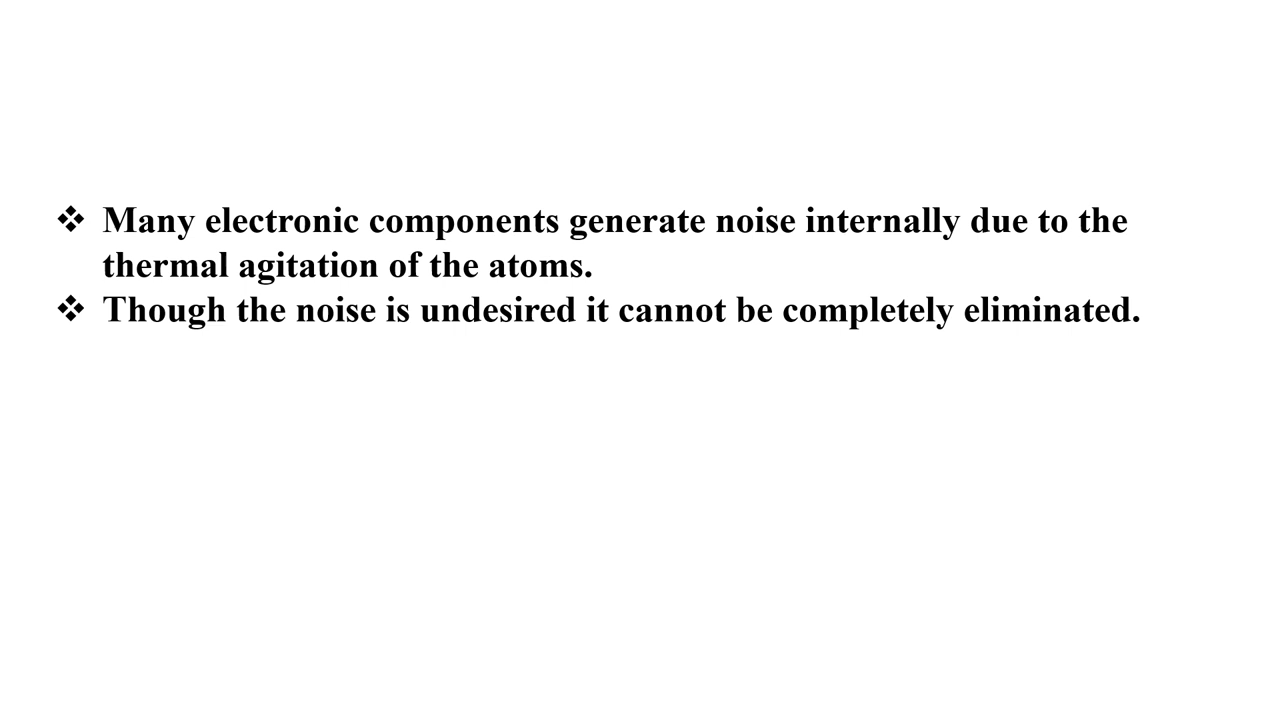 ❖ Many electronic components generate noise internally due to the
thermal agitation of the atoms.
❖ Though the noise is undesired it cannot be completely eliminated.